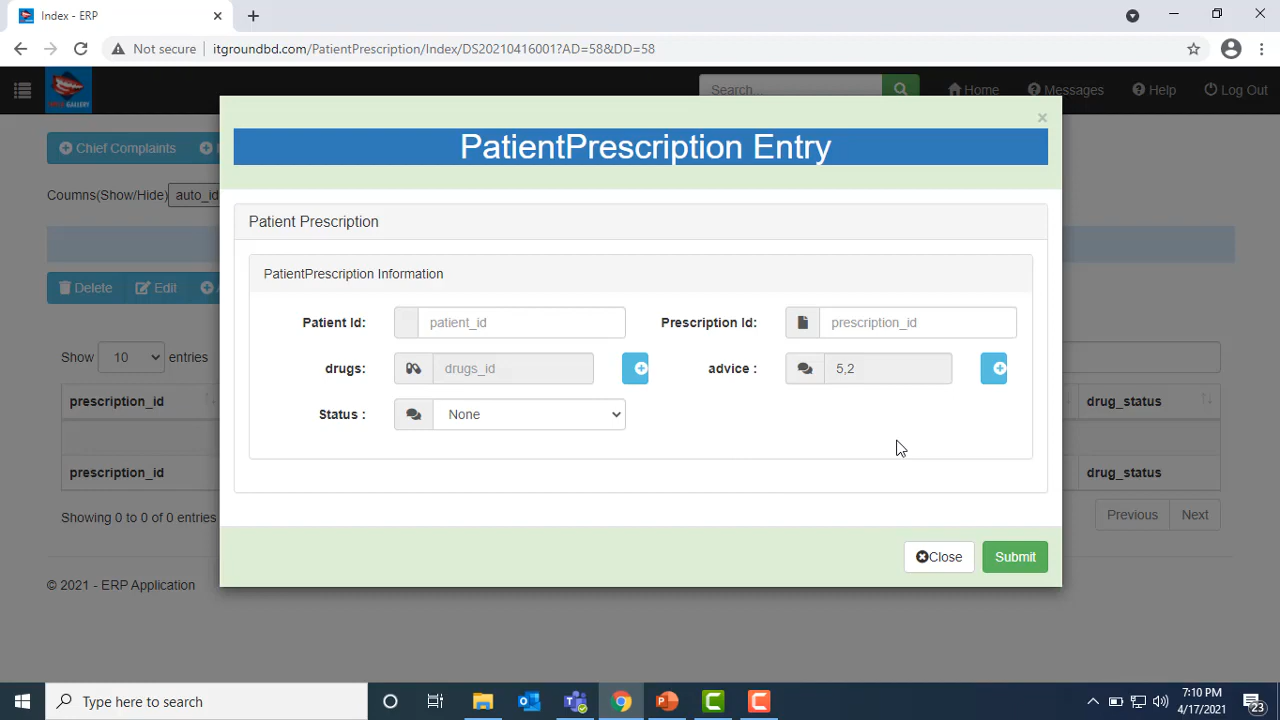 Index - ERP
Not secure
itgroundbd.com/PatientPrescription/Index/DS20210416001?AD=58&DD=58
GALLERY
Search...
Home
Messages
Help
Log Out
Chief Complaints
Coumns(Show/Hide) auto_id
Delete
Edit
Show 10 entries
prescription_id
drug_status
prescription_id
drug_status
Showing 0 to 0 of 0 entries
Previous
Next
© 2021 - ERP Application
×
PatientPrescription Entry
Patient Prescription
PatientPrescription Information
Patient Id: patient_id
Prescription Id: prescription_id
drugs: drugs_id
advice : 5,2
Status : None
Close
Submit
Type here to search
7:10 PM
4/17/2021
23